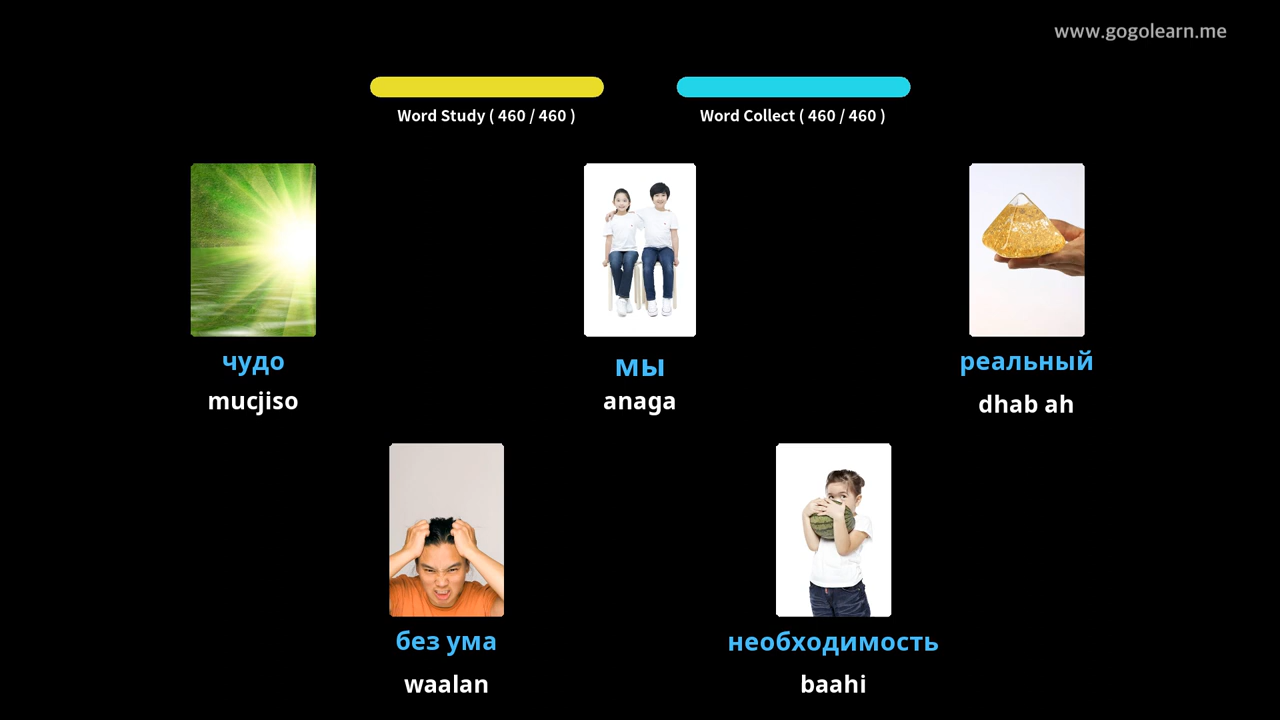 www.gogolearn.me
Word Study ( 460 / 460 )
Word Collect ( 460 / 460 )
чудо
mucjiso
мы
anaga
реальный
dhab ah
без ума
waalan
необходимость
baahi